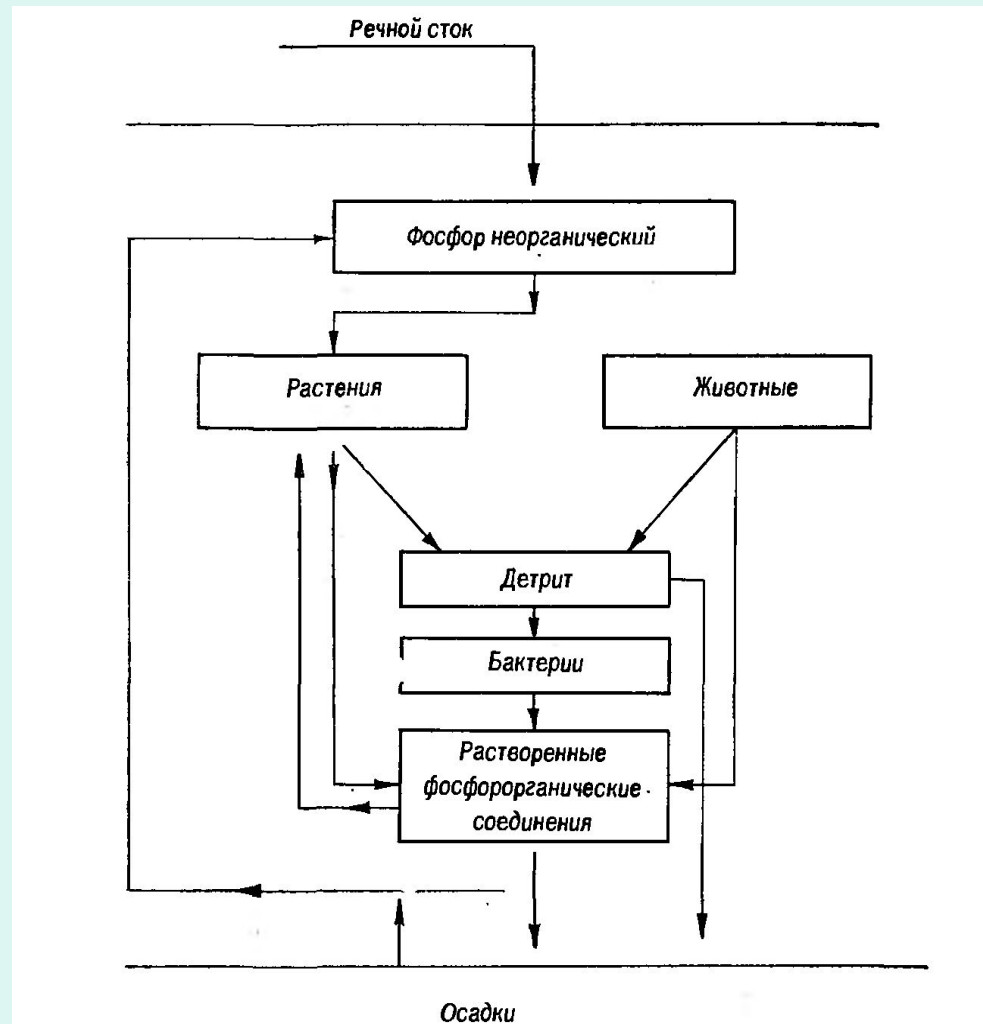 Речной сток
Фосфор неорганический
Растения
Животные
Детрит
Бактерии
Растворенные
фосфорорганические
соединения
Осадки